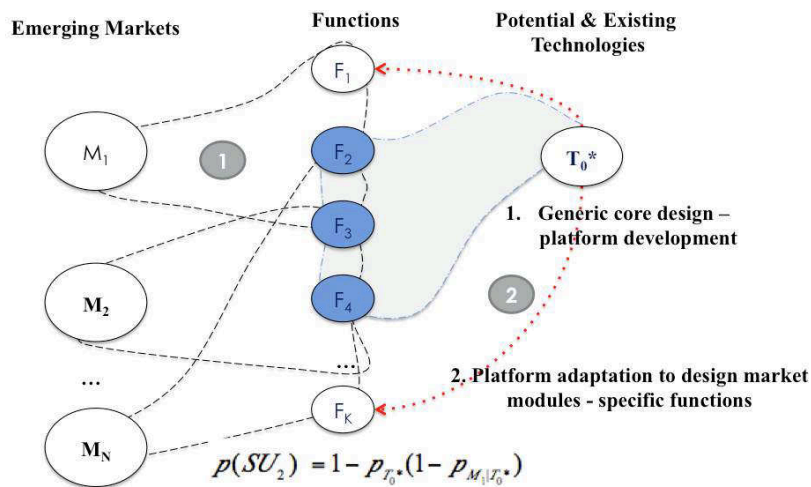 Emerging Markets
Functions
Potential & Existing
Technologies
F1
M1
1
F2
T0*
F3
1. Generic core design –
platform development
M2
F4
2
...
...
2. Platform adaptation to design market
modules - specific functions
FK
MN
p(SU2) = 1 - pT0*(1 - pM1|T0*)